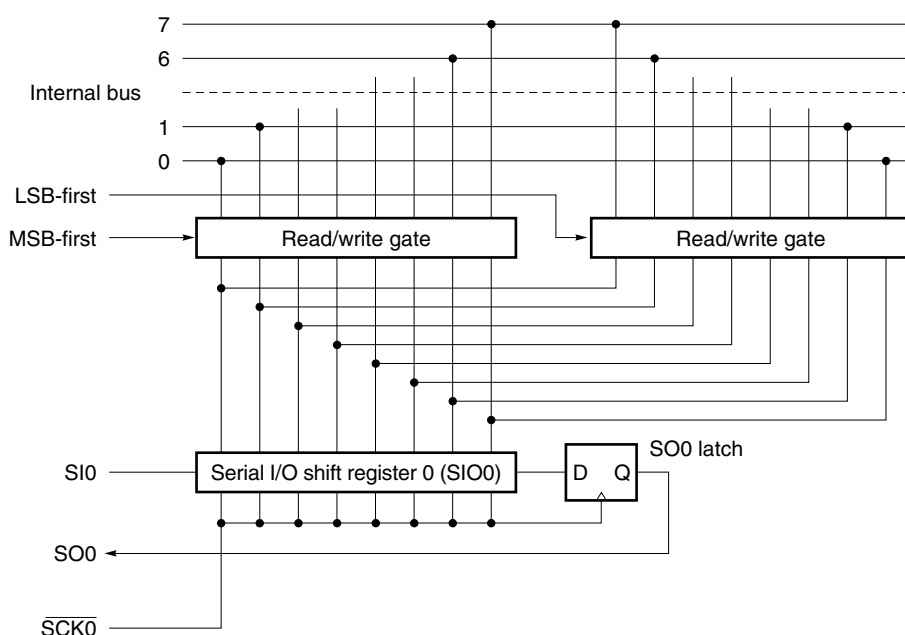 7
6
Internal bus
1
0
LSB-first
MSB-first
Read/write gate
Read/write gate
SO0 latch
SI0
Serial I/O shift register 0 (SIO0)
D Q
SO0
SCK0